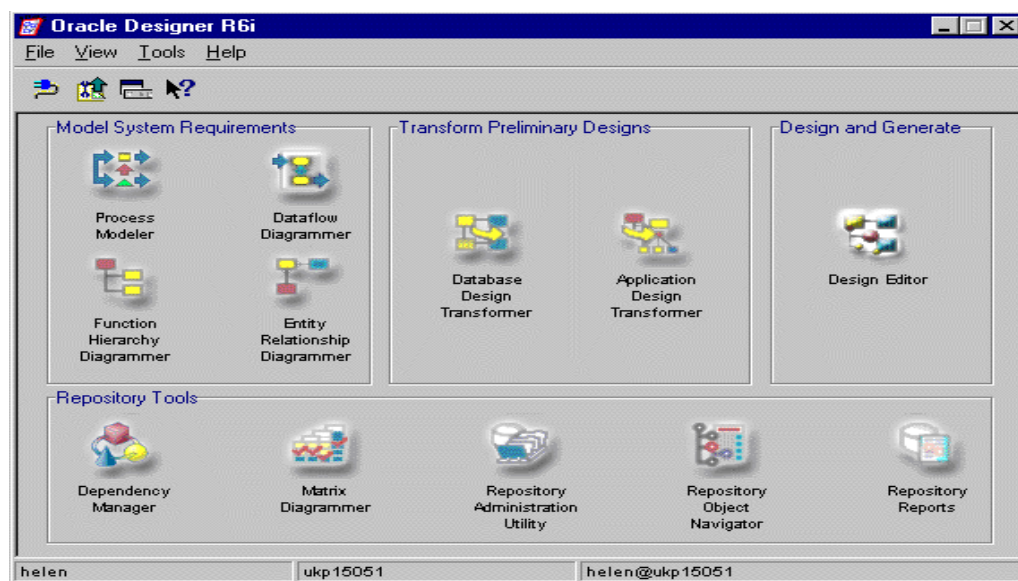 Oracle Designer R6i
File View Tools Help
Model System Requirements
Process
Modeler
Dataflow
Diagrammer
Function
Hierarchy
Diagrammer
Entity
Relationship
Diagrammer
Transform Preliminary Designs
Database
Design
Transformer
Application
Design
Transformer
Design and Generate
Design Editor
Repository Tools
Dependency
Manager
Matrix
Diagrammer
Repository
Administration
Utility
Repository
Object
Navigator
Repository
Reports
helen
ukp15051
helen@ukp15051